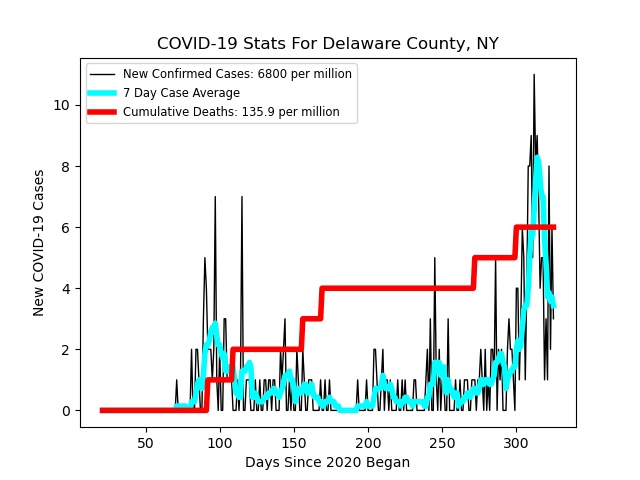 COVID-19 Stats For Delaware County, NY
New Confirmed Cases: 6800 per million
7 Day Case Average
Cumulative Deaths: 135.9 per million
New COVID-19 Cases
10
8
6
4
2
0
50 100 150 200 250 300
Days Since 2020 Began